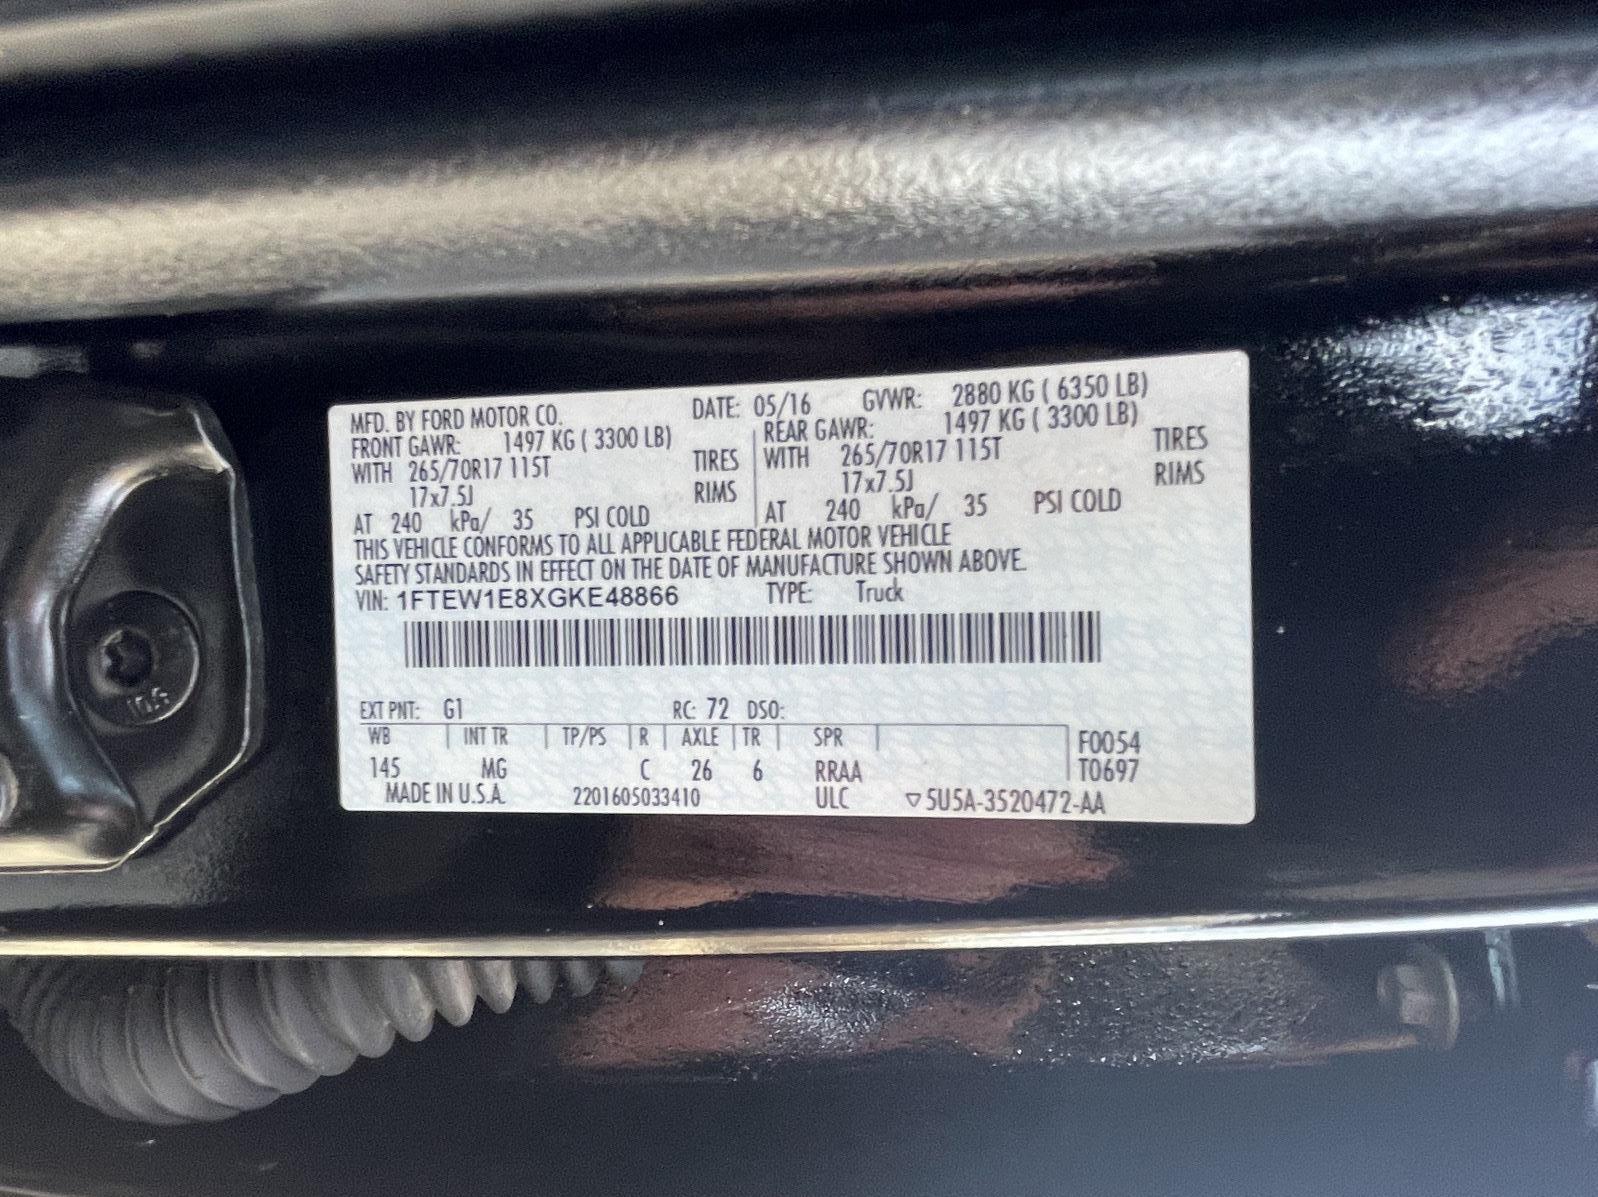 MFD. BY FORD MOTOR CO. DATE: 05/16 GVWR: 2880 KG ( 6350 LB)
FRONT GAWR: 1497 KG ( 3300 LB) REAR GAWR: 1497 KG ( 3300 LB)
WITH 265/70R17 115T TIRES WITH 265/70R17 115T TIRES
17x7.5J RIMS 17x7.5J RIMS
AT 240 kPa/ 35 PSI COLD AT 240 kPa/ 35 PSI COLD
THIS VEHICLE CONFORMS TO ALL APPLICABLE FEDERAL MOTOR VEHICLE
SAFETY STANDARDS IN EFFECT ON THE DATE OF MANUFACTURE SHOWN ABOVE.
VIN: 1FTEW1E8XGKE48866 TYPE: Truck
EXT PNT: G1 RC: 72 DSO:
WB INT TR TP/PS R AXLE TR SPR F0054
145 MG C 26 6 RRAA T0697
MADE IN U.S.A. 2201605033410 ULC ▽5U5A-3520472-AA